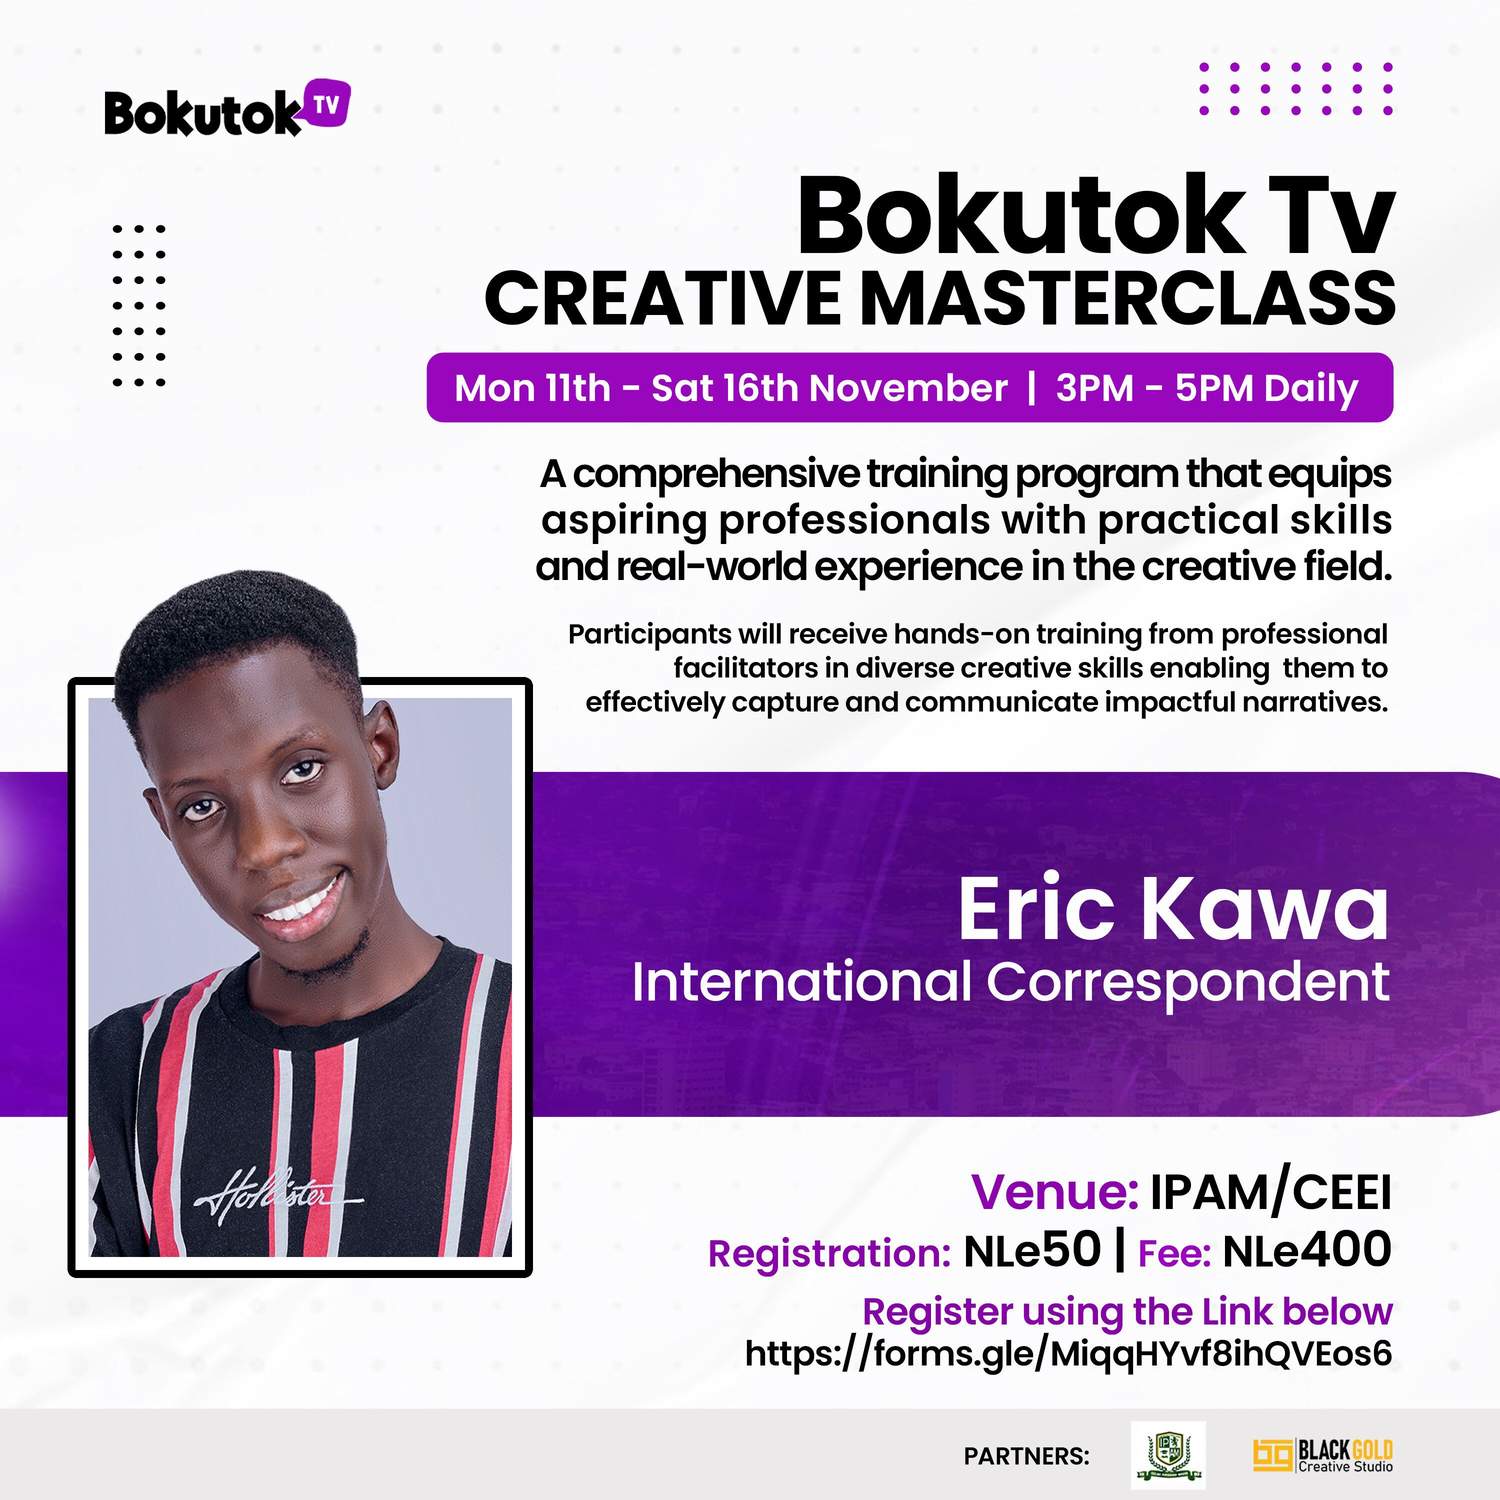 Bokutok TV
Bokutok Tv
CREATIVE MASTERCLASS
Mon 11th - Sat 16th November | 3PM - 5PM Daily
A comprehensive training program that equips
aspiring professionals with practical skills
and real-world experience in the creative field.
Participants will receive hands-on training from professional
facilitators in diverse creative skills enabling them to
effectively capture and communicate impactful narratives.
Eric Kawa
International Correspondent
Hollister
Venue: IPAM/CEEI
Registration: NLe50 | Fee: NLe400
Register using the Link below
https://forms.gle/MiqqHYvf8ihQVEos6
PARTNERS:
bg BLACK GOLD
Creative Studio